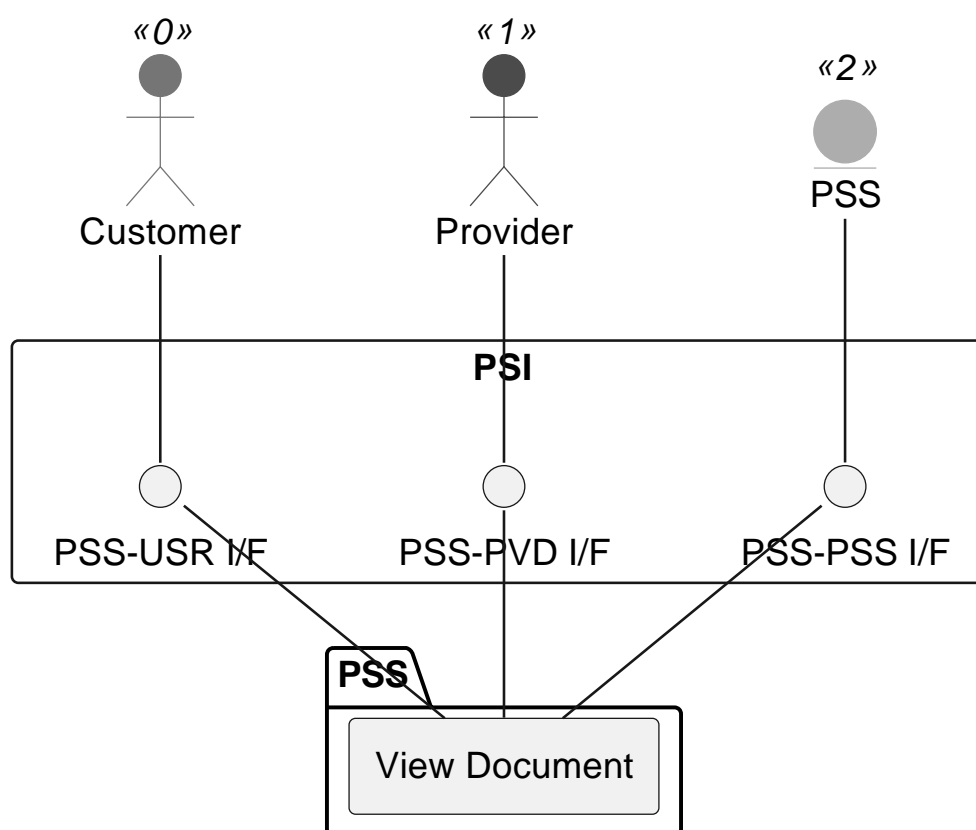 «0»
«1»
«2»
Customer
Provider
PSS
PSI
PSS-USR I/F
PSS-PVD I/F
PSS-PSS I/F
PSS
View Document